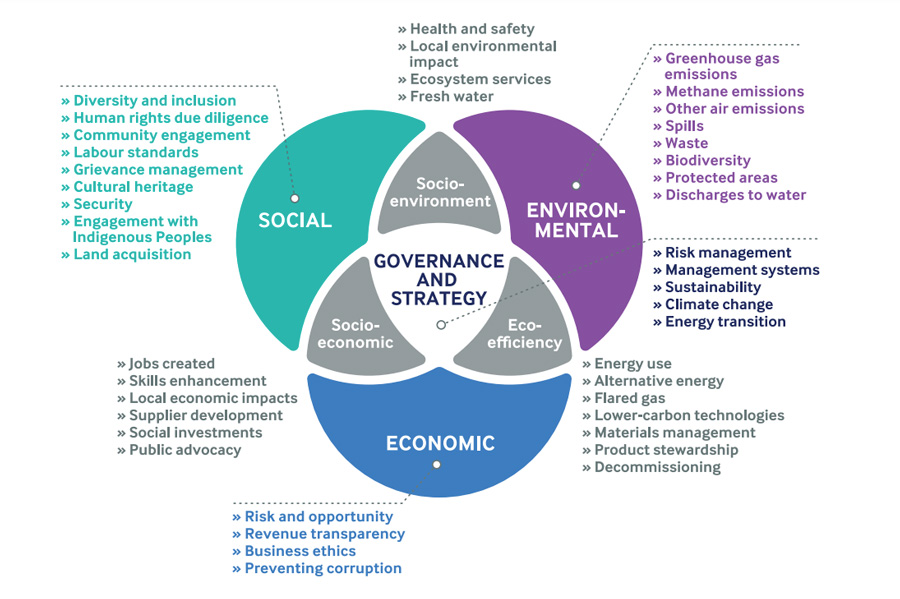 » Health and safety
» Local environmental
impact
» Ecosystem services
» Fresh water
» Diversity and inclusion
» Human rights due diligence
» Community engagement
» Labour standards
» Grievance management
» Cultural heritage
» Security
» Engagement with
Indigenous Peoples
» Land acquisition
» Greenhouse gas
emissions
» Methane emissions
» Other air emissions
» Spills
» Waste
» Biodiversity
» Protected areas
» Discharges to water
SOCIAL
Socio-
environment
ENVIRON-
MENTAL
GOVERNANCE
AND
STRATEGY
» Risk management
» Management systems
» Sustainability
» Climate change
» Energy transition
Socio-
economic
Eco-
efficiency
» Jobs created
» Skills enhancement
» Local economic impacts
» Supplier development
» Social investments
» Public advocacy
» Energy use
» Alternative energy
» Flared gas
» Lower-carbon technologies
» Materials management
» Product stewardship
» Decommissioning
ECONOMIC
» Risk and opportunity
» Revenue transparency
» Business ethics
» Preventing corruption